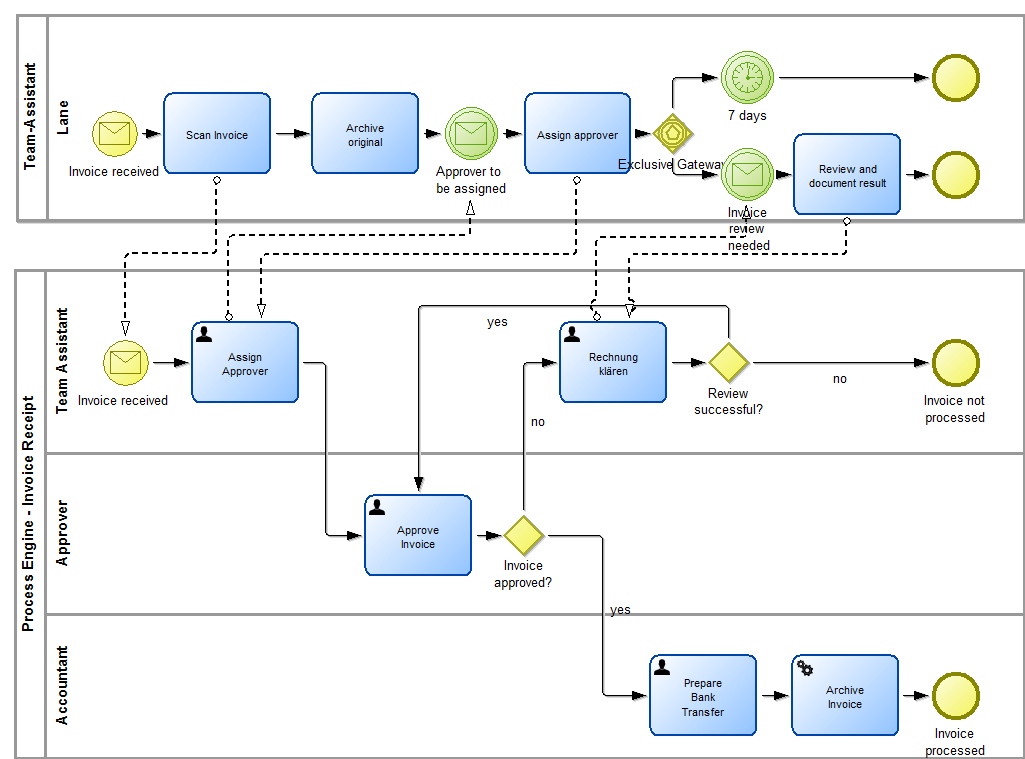 Team-Assistant
Lane
Invoice received
Scan Invoice
Archive
original
Approver to
be assigned
Assign approver
Exclusive Gateway
7 days
Invoice
review
needed
Review and
document result
Process Engine - Invoice Receipt
Team Assistant
Invoice received
Assign
Approver
yes
Rechnung
klären
no
Review
successful?
no
Invoice not
processed
Approver
Approve
Invoice
Invoice
approved?
yes
Accountant
Prepare
Bank
Transfer
Archive
Invoice
Invoice
processed